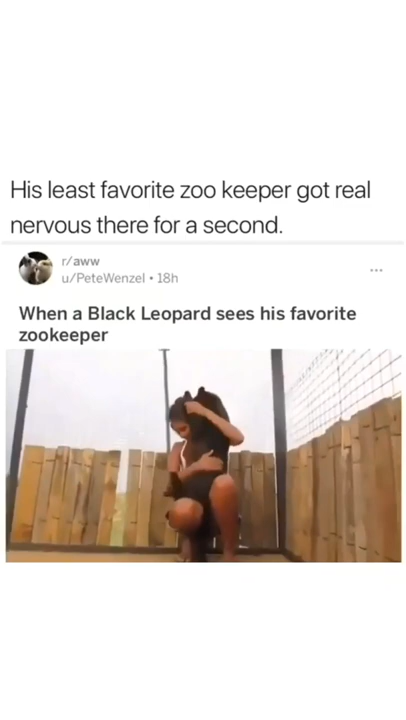 His least favorite zoo keeper got real
nervous there for a second.
r/aww
u/PeteWenzel • 18h
When a Black Leopard sees his favorite
zookeeper